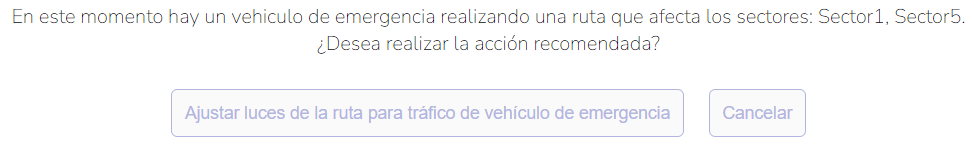 En este momento hay un vehiculo de emergencia realizando una ruta que afecta los sectores: Sector1, Sector5.
¿Desea realizar la acción recomendada?
Ajustar luces de la ruta para tráfico de vehículo de emergencia
Cancelar